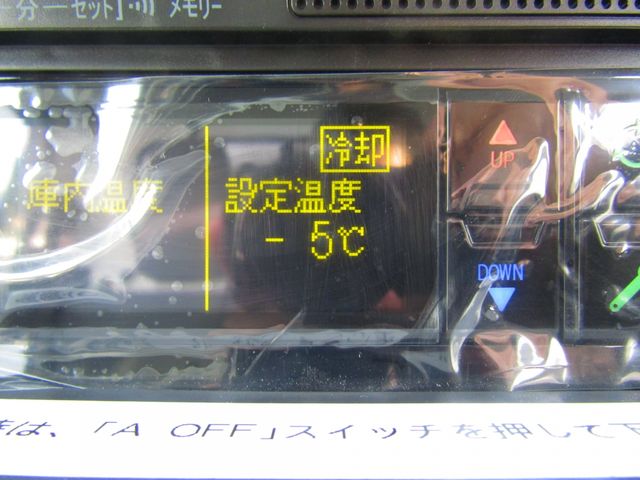 分ーセット] メモリー
冷却
庫内温度 設定温度
- 5℃
UP
DOWN
は、「A OFF」スイッチを押して下